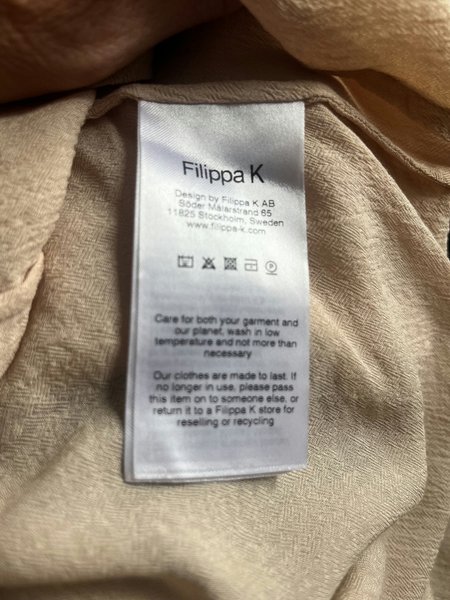 Filippa K
Design by Filippa K AB
Söder Mälarstrand 65
11825 Stockholm, Sweden
www.filippa-k.com
Care for both your garment and
our planet, wash in low
temperature and not more than
necessary
Our clothes are made to last. If
no longer in use, please pass
this item on to someone else, or
return it to a Filippa K store for
reselling or recycling